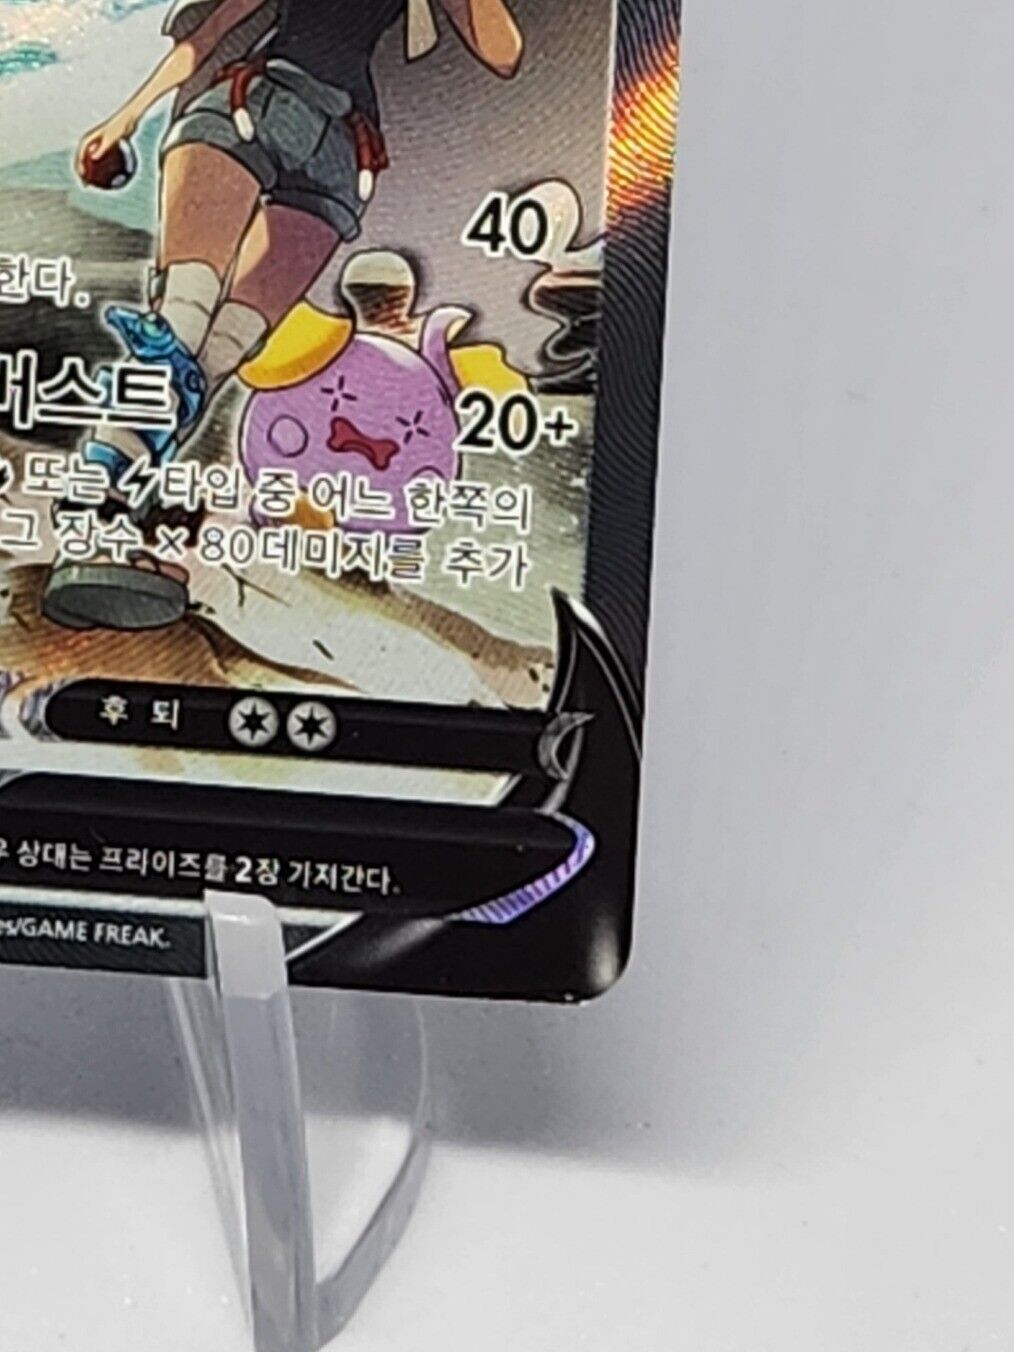 40
한다.
버스트 20+
또는 타입 중 어느 한쪽의
그 장수 × 80데미지를 추가
후퇴
상대는 프라이즈를 2장 가져간다.
/GAME FREAK.